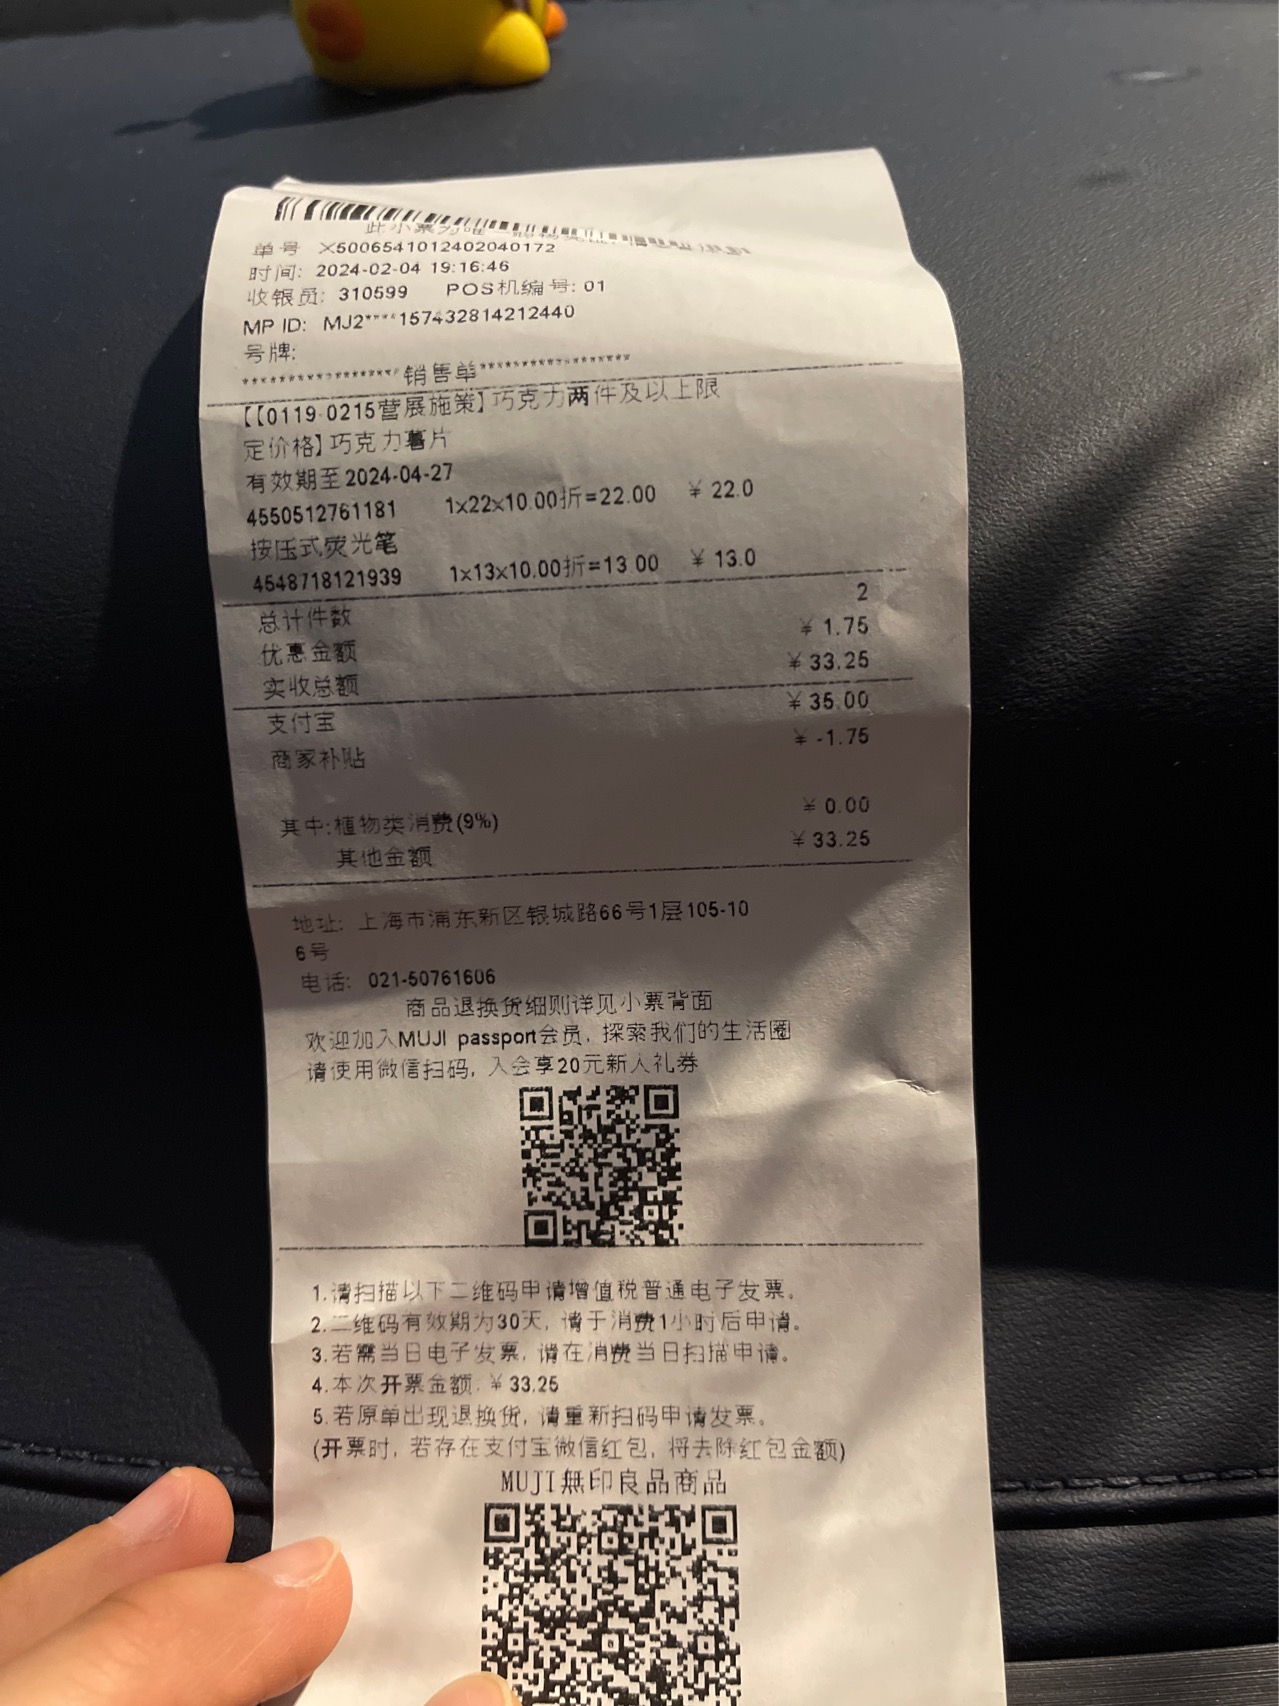 此小票为唯一购物凭证
单号 X5006541012402040172
时间: 2024-02-04 19:16:46
收银员: 310599 POS机编号: 01
MP ID: MJ2****157432814212440
号牌:
*******************销售单*******************
【【0119-0215营展施策】巧克力两件及以上限
定价格】巧克力薯片
有效期至2024-04-27
4550512761181 1x22x10.00折=22.00 ￥ 22.0
按压式荧光笔
4548718121939 1x13x10.00折=13.00 ￥ 13.0
总计件数 2
优惠金额 ￥ 1.75
实收总额 ￥ 33.25
支付宝 ￥ 35.00
商家补贴 ￥ -1.75
其中:植物类消费(9%) ￥ 0.00
其他金额 ￥ 33.25
地址: 上海市浦东新区银城路66号1层105-10
6号
电话: 021-50761606
商品退换货细则详见小票背面
欢迎加入MUJI passport会员, 探索我们的生活圈
请使用微信扫码, 入会享20元新人礼券
1.请扫描以下二维码申请增值税普通电子发票。
2.二维码有效期为30天, 请于消费1小时后申请。
3.若需当日电子发票, 请在消费当日扫描申请。
4.本次开票金额: ￥ 33.25
5.若原单出现退换货, 请重新扫码申请发票。
(开票时, 若存在支付宝微信红包, 将去除红包金额)
MUJI無印良品商品